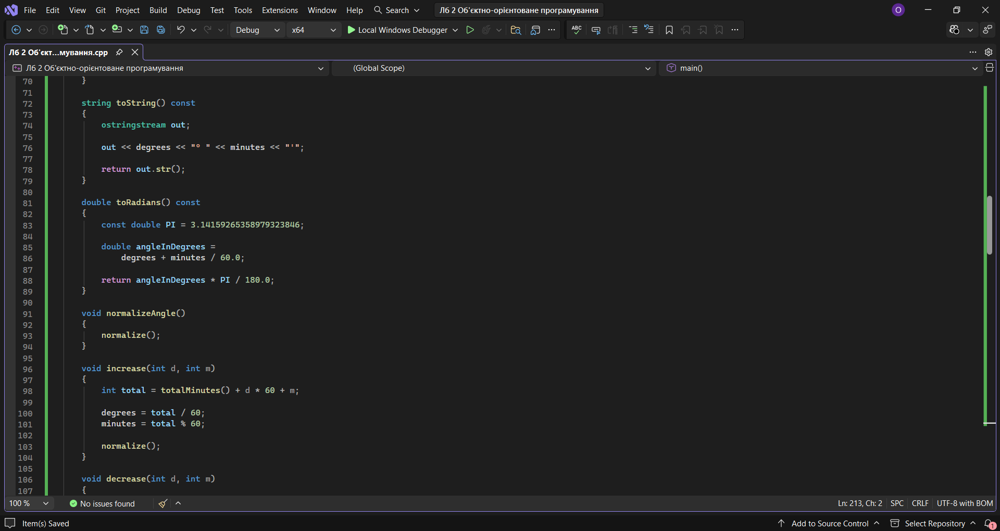 File Edit View Git Project Build Debug Test Tools Extensions Window Help Search Лб 2 Об'єктно-орієнтоване програмування O
Debug x64 Local Windows Debugger ABC
Лб 2 Об'єкт...мування.cpp
Лб 2 Об'єктно-орієнтоване програмування (Global Scope) main()
70 }
71
72 string toString() const
73 {
74 ostringstream out;
75
76 out << degrees << "° " << minutes << "'";
77
78 return out.str();
79 }
80
81 double toRadians() const
82 {
83 const double PI = 3.14159265358979323846;
84
85 double angleInDegrees =
86 degrees + minutes / 60.0;
87
88 return angleInDegrees * PI / 180.0;
89 }
90
91 void normalizeAngle()
92 {
93 normalize();
94 }
95
96 void increase(int d, int m)
97 {
98 int total = totalMinutes() + d * 60 + m;
99
100 degrees = total / 60;
101 minutes = total % 60;
102
103 normalize();
104 }
105
106 void decrease(int d, int m)
107 {
100 % No issues found Ln: 213, Ch: 2 SPC CRLF UTF-8 with BOM
Item(s) Saved Add to Source Control Select Repository 1